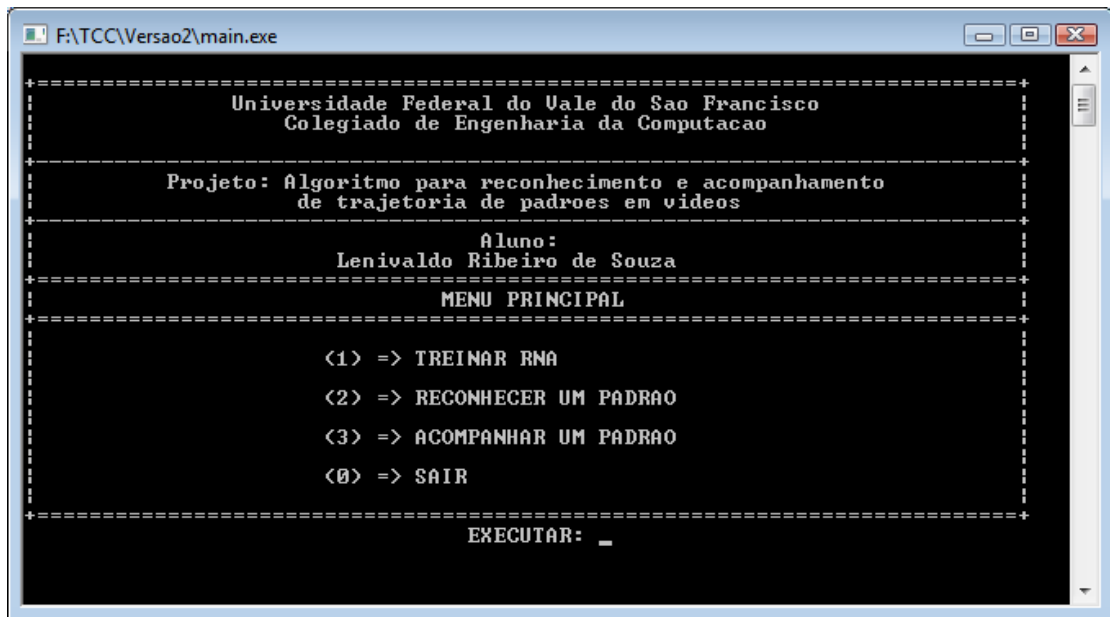 F:\TCC\Versao2\main.exe
Universidade Federal do Vale do Sao Francisco
Colegiado de Engenharia da Computacao
Projeto: Algoritmo para reconhecimento e acompanhamento
de trajetoria de padroes em videos
Aluno:
Lenivaldo Ribeiro de Souza
MENU PRINCIPAL
(1) => TREINAR RNA
(2) => RECONHECER UM PADRAO
(3) => ACOMPANHAR UM PADRAO
(0) => SAIR
EXECUTAR: _